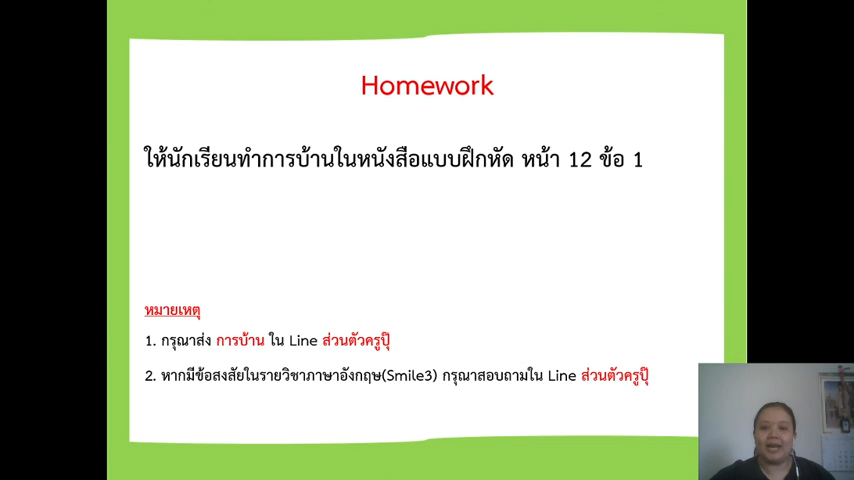 Homework
ให้นักเรียนทำการบ้านในหนังสือแบบฝึกหัด หน้า 12 ข้อ 1
หมายเหตุ
1. กรุณาส่ง การบ้าน ใน Line ส่วนตัวครูปุ๊
2. หากมีข้อสงสัยในรายวิชาภาษาอังกฤษ(Smile3) กรุณาสอบถามใน Line ส่วนตัวครูปุ๊